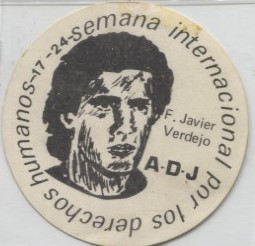 -17-24-semana internacional por los derechos humanos
F. Javier
Verdejo
A-D-J